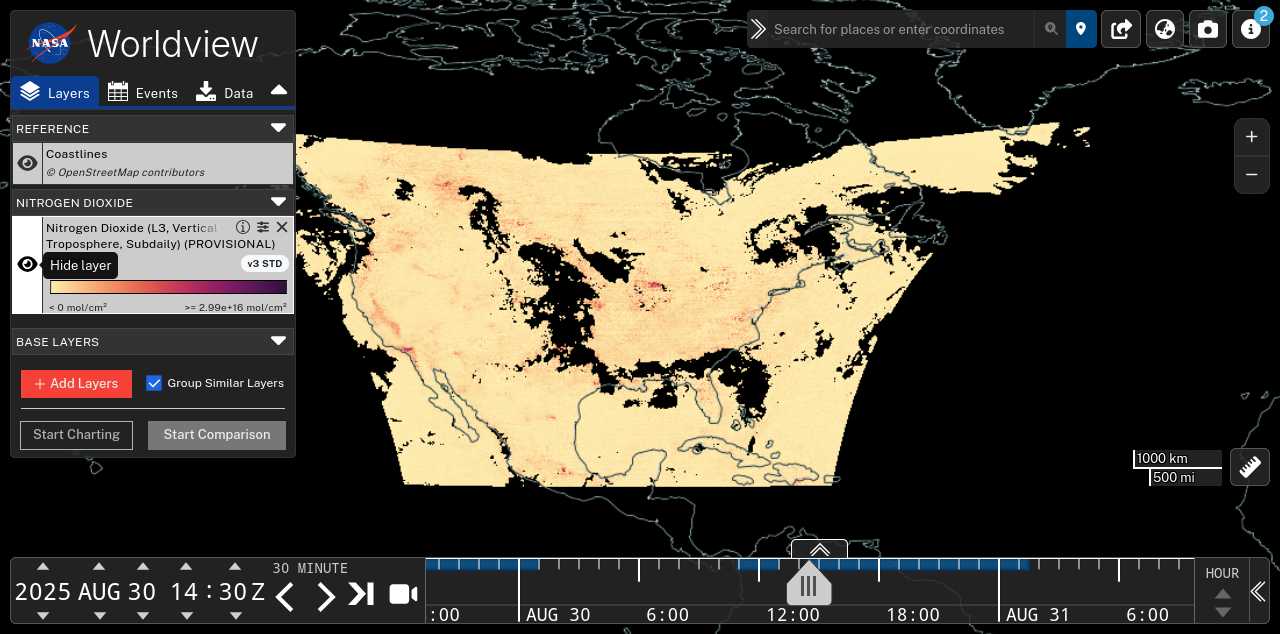 NASA Worldview
Search for places or enter coordinates
2
Layers
Events
Data
REFERENCE
Coastlines
© OpenStreetMap contributors
NITROGEN DIOXIDE
Nitrogen Dioxide (L3, Vertical
Troposphere, Subdaily) (PROVISIONAL)
Hide layer
v3 STD
< 0 mol/cm² >= 2.99e+16 mol/cm²
BASE LAYERS
+ Add Layers
Group Similar Layers
Start Charting
Start Comparison
+
−
1000 km
500 mi
2025 AUG 30 14 : 30 Z
30 MINUTE
:00 AUG 30 6:00 12:00 18:00 AUG 31 6:00
HOUR